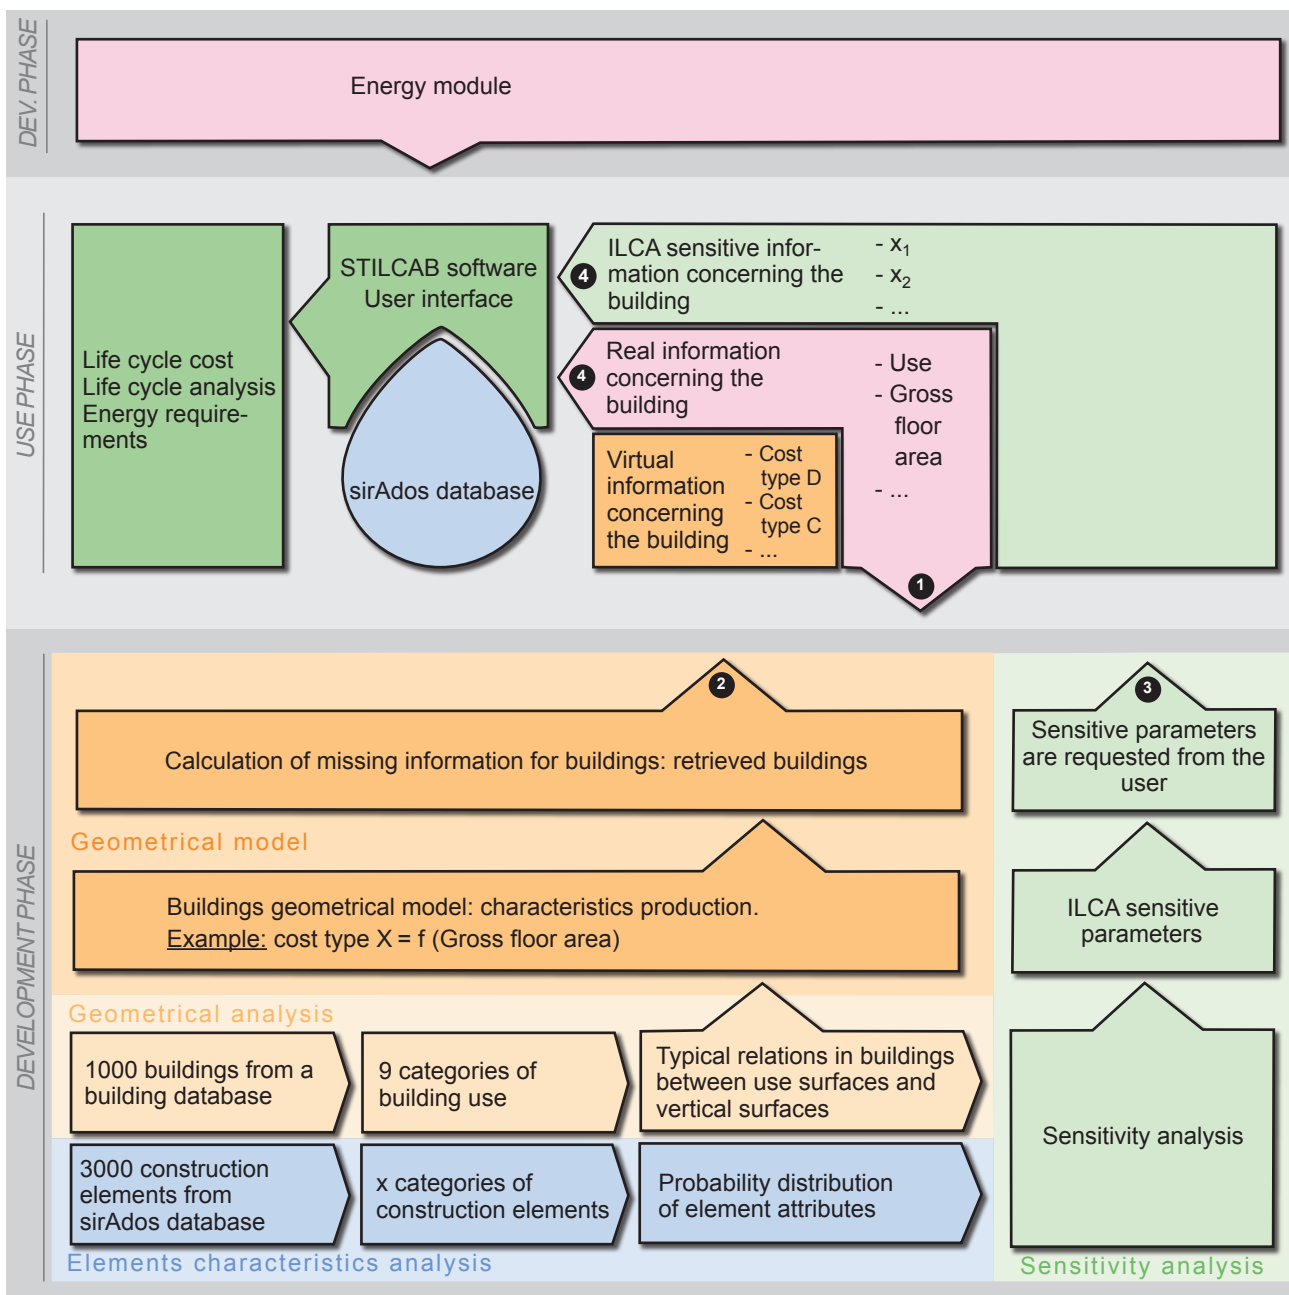 DEV. PHASE
Energy module
USE PHASE
Life cycle cost
Life cycle analysis
Energy require-
ments
STILCAB software
User interface
sirAdos database
4
ILCA sensitive infor-
mation concerning the
building
- x1
- x2
- ...
4
Real information
concerning the
building
- Use
- Gross
floor
area
- ...
Virtual
information
concerning
the building
- Cost
type D
- Cost
type C
- ...
1
DEVELOPMENT PHASE
2
Calculation of missing information for buildings: retrieved buildings
Geometrical model
Buildings geometrical model: characteristics production.
Example: cost type X = f (Gross floor area)
Geometrical analysis
1000 buildings from a
building database
9 categories of
building use
Typical relations in buildings
between use surfaces and
vertical surfaces
3000 construction
elements from
sirAdos database
x categories of
construction elements
Probability distribution
of element attributes
Elements characteristics analysis
3
Sensitive parameters
are requested from the
user
ILCA sensitive
parameters
Sensitivity analysis
Sensitivity analysis